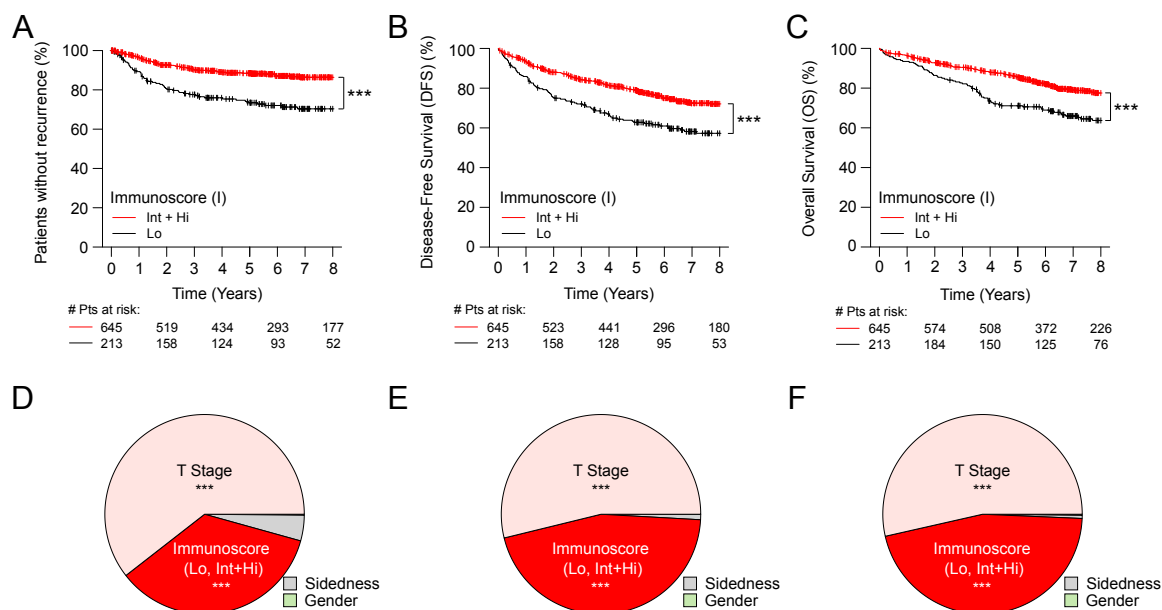 A
Patients without recurrence (%)
100
80
60
40
20
0
***
Immunoscore (I)
Int + Hi
Lo
0 1 2 3 4 5 6 7 8
Time (Years)
# Pts at risk:
645 519 434 293 177
213 158 124 93 52
B
Disease-Free Survival (DFS) (%)
100
80
60
40
20
0
***
Immunoscore (I)
Int + Hi
Lo
0 1 2 3 4 5 6 7 8
Time (Years)
# Pts at risk:
645 523 441 296 180
213 158 128 95 53
C
Overall Survival (OS) (%)
100
80
60
40
20
0
***
Immunoscore (I)
Int + Hi
Lo
0 1 2 3 4 5 6 7 8
Time (Years)
# Pts at risk:
645 574 508 372 226
213 184 150 125 76
D
T Stage
***
Immunoscore
(Lo, Int+Hi)
***
Sidedness
Gender
E
T Stage
***
Immunoscore
(Lo, Int+Hi)
***
Sidedness
Gender
F
T Stage
***
Immunoscore
(Lo, Int+Hi)
***
Sidedness
Gender